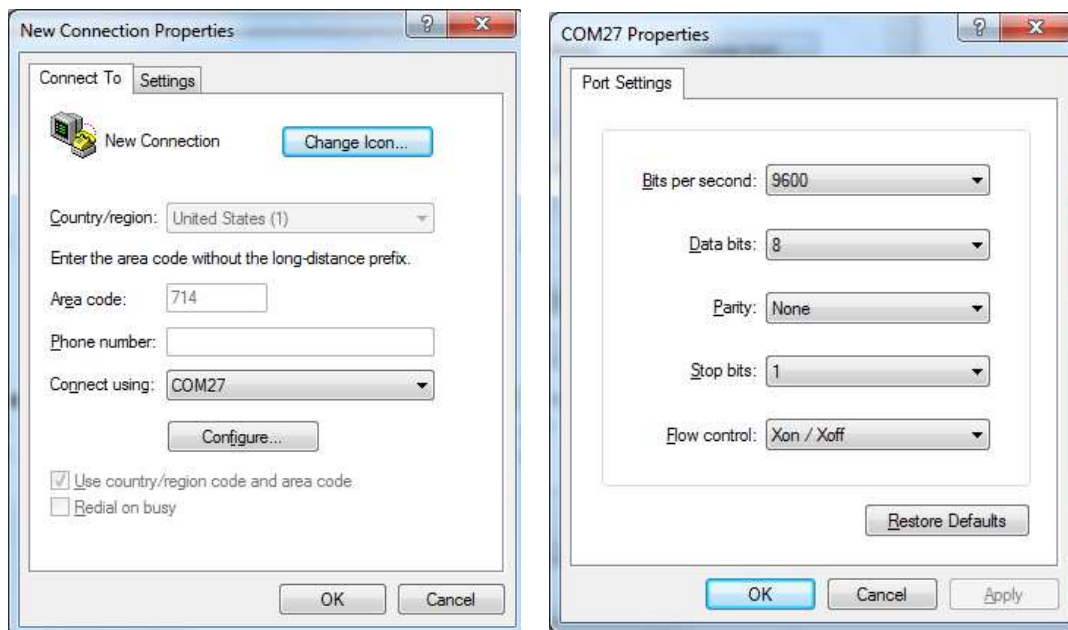 New Connection Properties
?
X
Connect To
Settings
New Connection
Change Icon...
Country/region:
United States (1)
Enter the area code without the long-distance prefix.
Area code:
714
Phone number:
Connect using:
COM27
Configure...
Use country/region code and area code
Redial on busy
OK
Cancel
COM27 Properties
?
X
Port Settings
Bits per second:
9600
Data bits:
8
Parity:
None
Stop bits:
1
Flow control:
Xon / Xoff
Restore Defaults
OK
Cancel
Apply